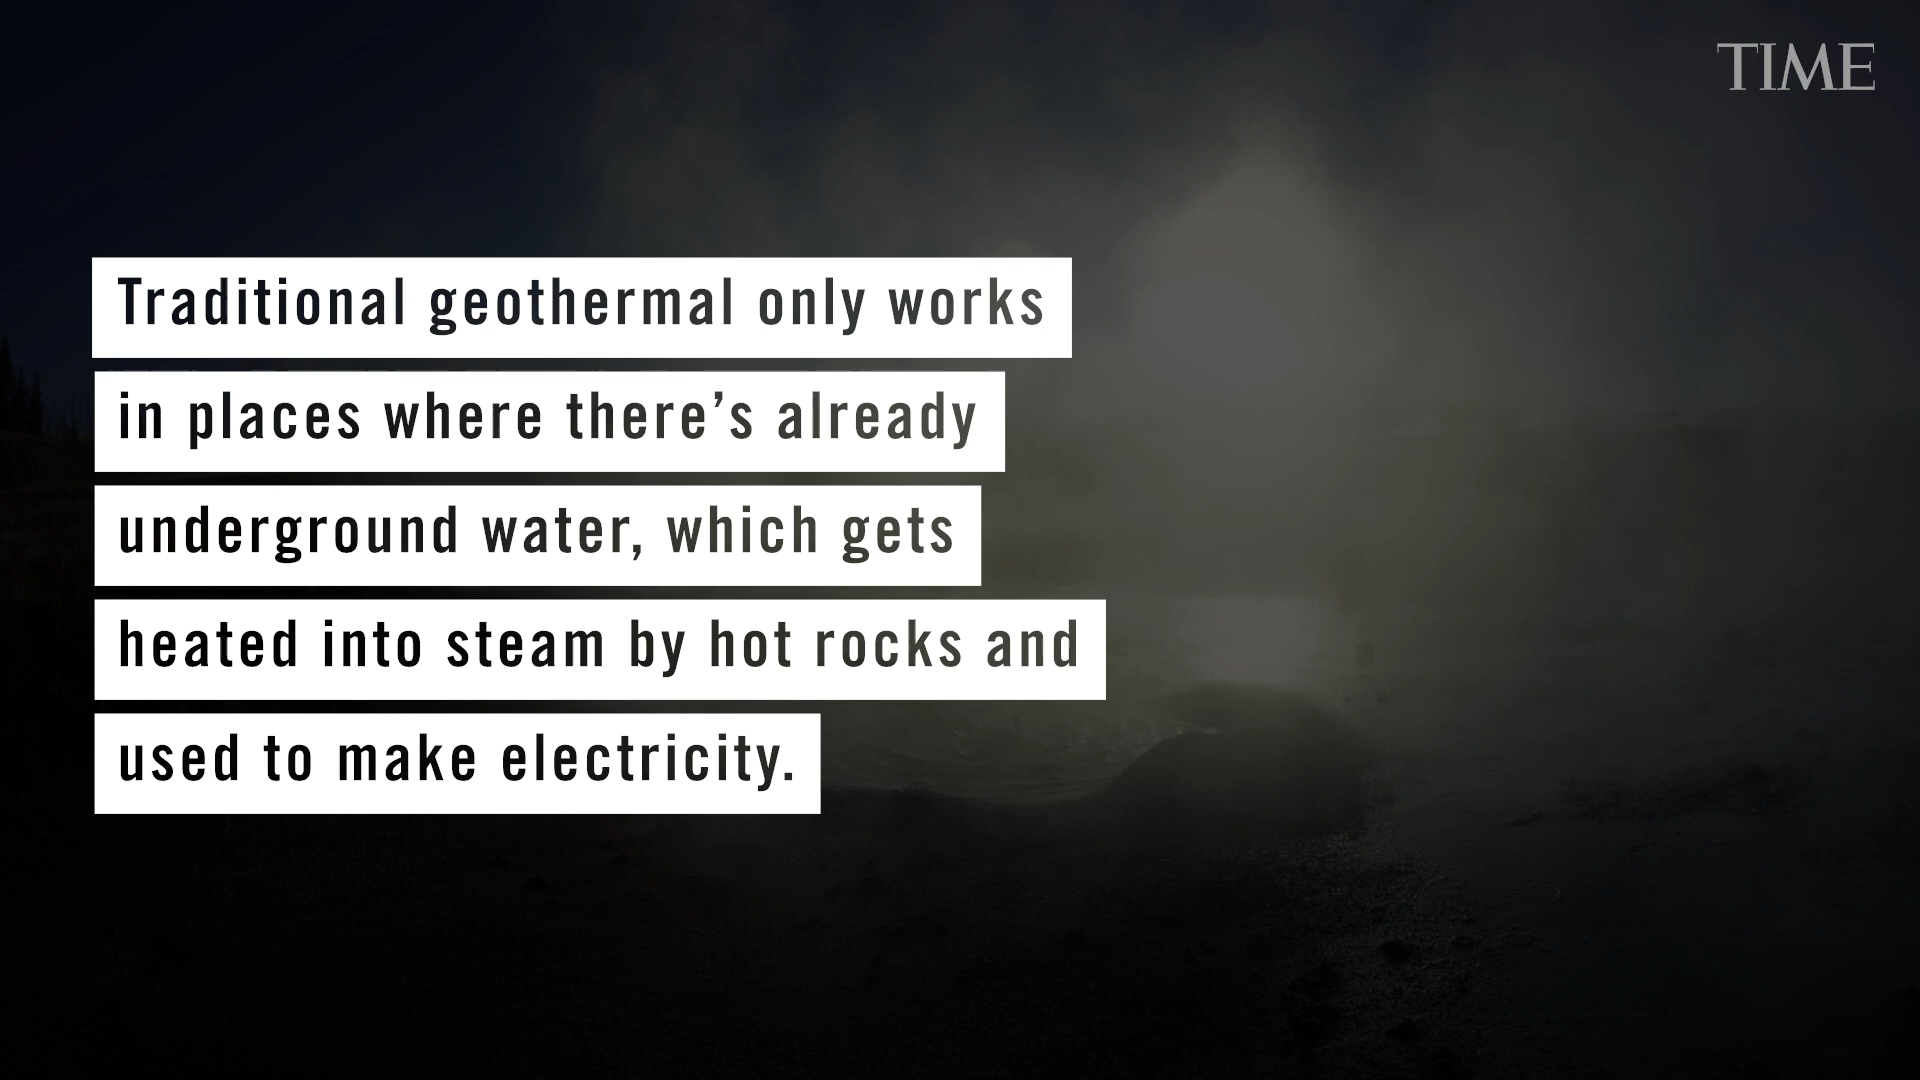 TIME
Traditional geothermal only works
in places where there’s already
underground water, which gets
heated into steam by hot rocks and
used to make electricity.